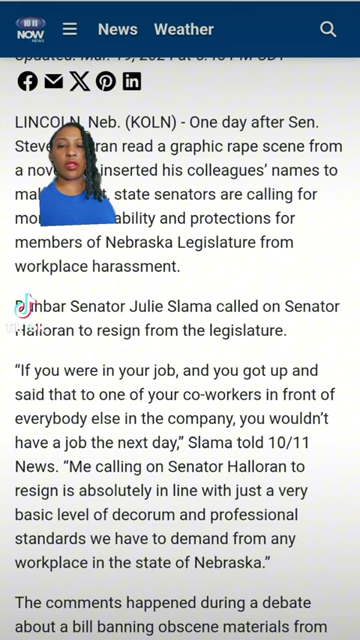 10 11
NOW
NEWS
News Weather
Updated: Mar. 19, 2024 at
LINCOLN, Neb. (KOLN) - One day after Sen.
Steve ran read a graphic rape scene from
a inserted his colleagues’ names to
state senators are calling for
ability and protections for
members of Nebraska Legislature from
workplace harassment.
Dunbar Senator Julie Slama called on Senator
Halloran to resign from the legislature.
“If you were in your job, and you got up and
said that to one of your co-workers in front of
everybody else in the company, you wouldn’t
have a job the next day,” Slama told 10/11
News. “Me calling on Senator Halloran to
resign is absolutely in line with just a very
basic level of decorum and professional
standards we have to demand from any
workplace in the state of Nebraska.”
The comments happened during a debate
about a bill banning obscene materials from